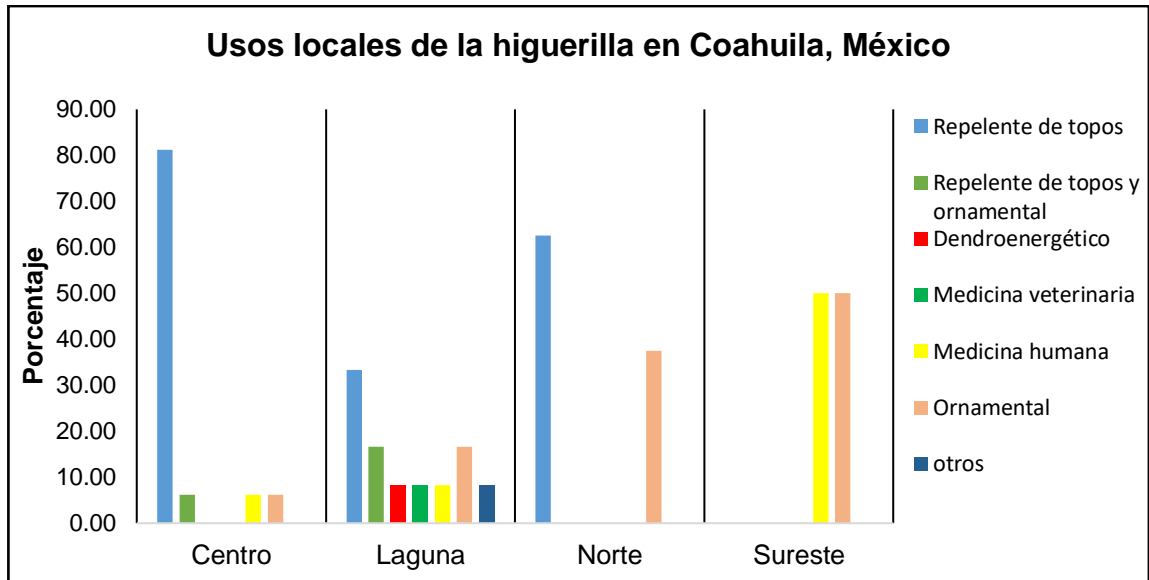 Usos locales de la higuerilla en Coahuila, México
Porcentaje
90.00
80.00
70.00
60.00
50.00
40.00
30.00
20.00
10.00
0.00
Centro
Laguna
Norte
Sureste
Repelente de topos
Repelente de topos y
ornamental
Dendroenergético
Medicina veterinaria
Medicina humana
Ornamental
otros